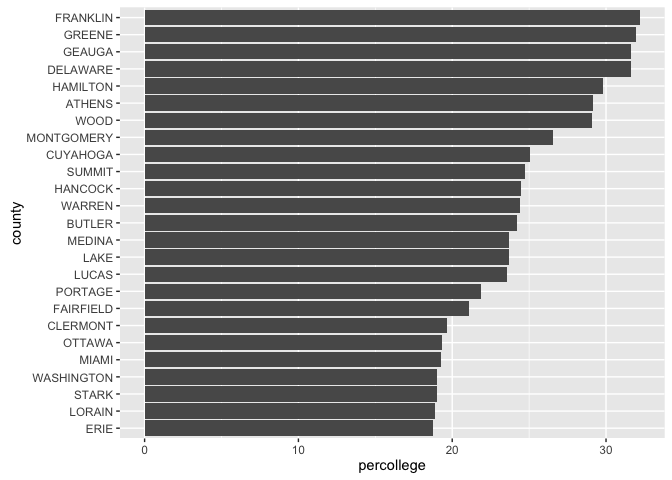 FRANKLIN
GREENE
GEAUGA
DELAWARE
HAMILTON
ATHENS
WOOD
MONTGOMERY
CUYAHOGA
SUMMIT
HANCOCK
WARREN
BUTLER
MEDINA
LAKE
LUCAS
PORTAGE
FAIRFIELD
CLERMONT
OTTAWA
MIAMI
WASHINGTON
STARK
LORAIN
ERIE
county
0 10 20 30
percollege